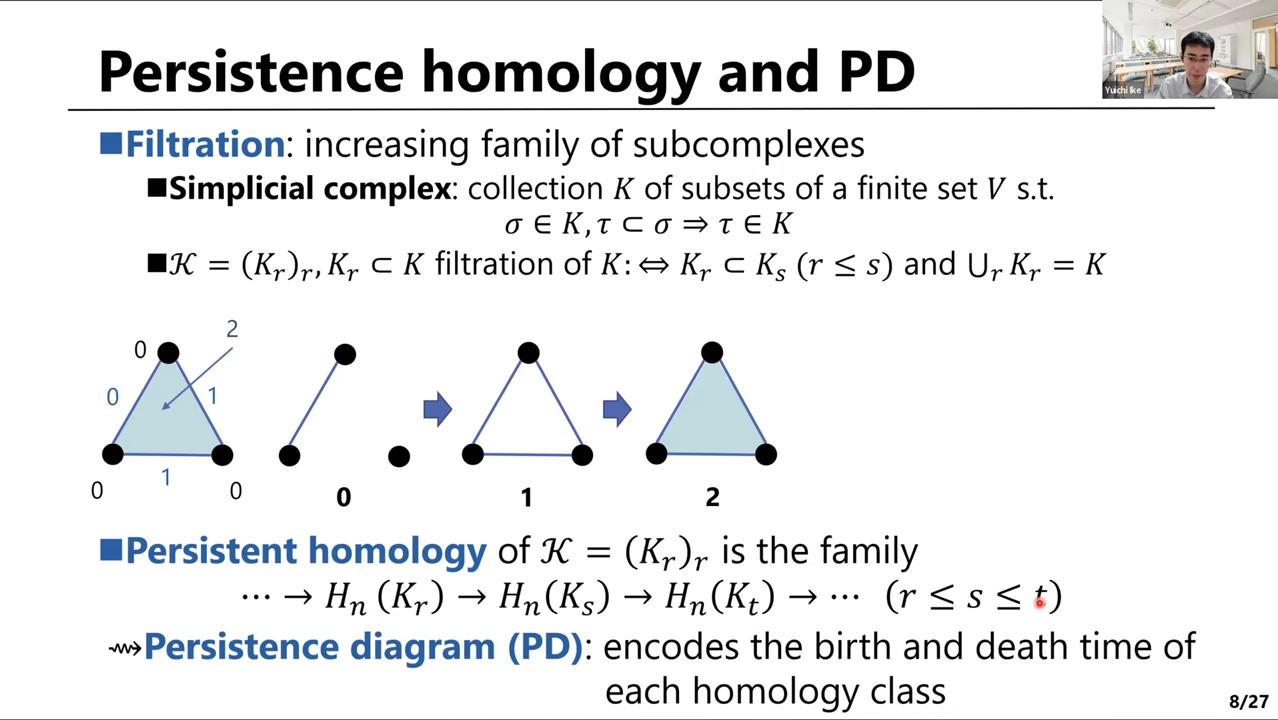 Persistence homology and PD
Yuichi Ike
■Filtration: increasing family of subcomplexes
■Simplicial complex: collection K of subsets of a finite set V s.t.
σ ∈ K, τ ⊂ σ ⇒ τ ∈ K
■𝒦 = (K_r)_r, K_r ⊂ K filtration of K: ⇔ K_r ⊂ K_s (r ≤ s) and ⋃_r K_r = K
2
0
0 1
1
0 0
0 1 2
■Persistent homology of 𝒦 = (K_r)_r is the family
⋯ → H_n (K_r) → H_n(K_s) → H_n(K_t) → ⋯ (r ≤ s ≤ t)
⇝Persistence diagram (PD): encodes the birth and death time of
each homology class
8/27